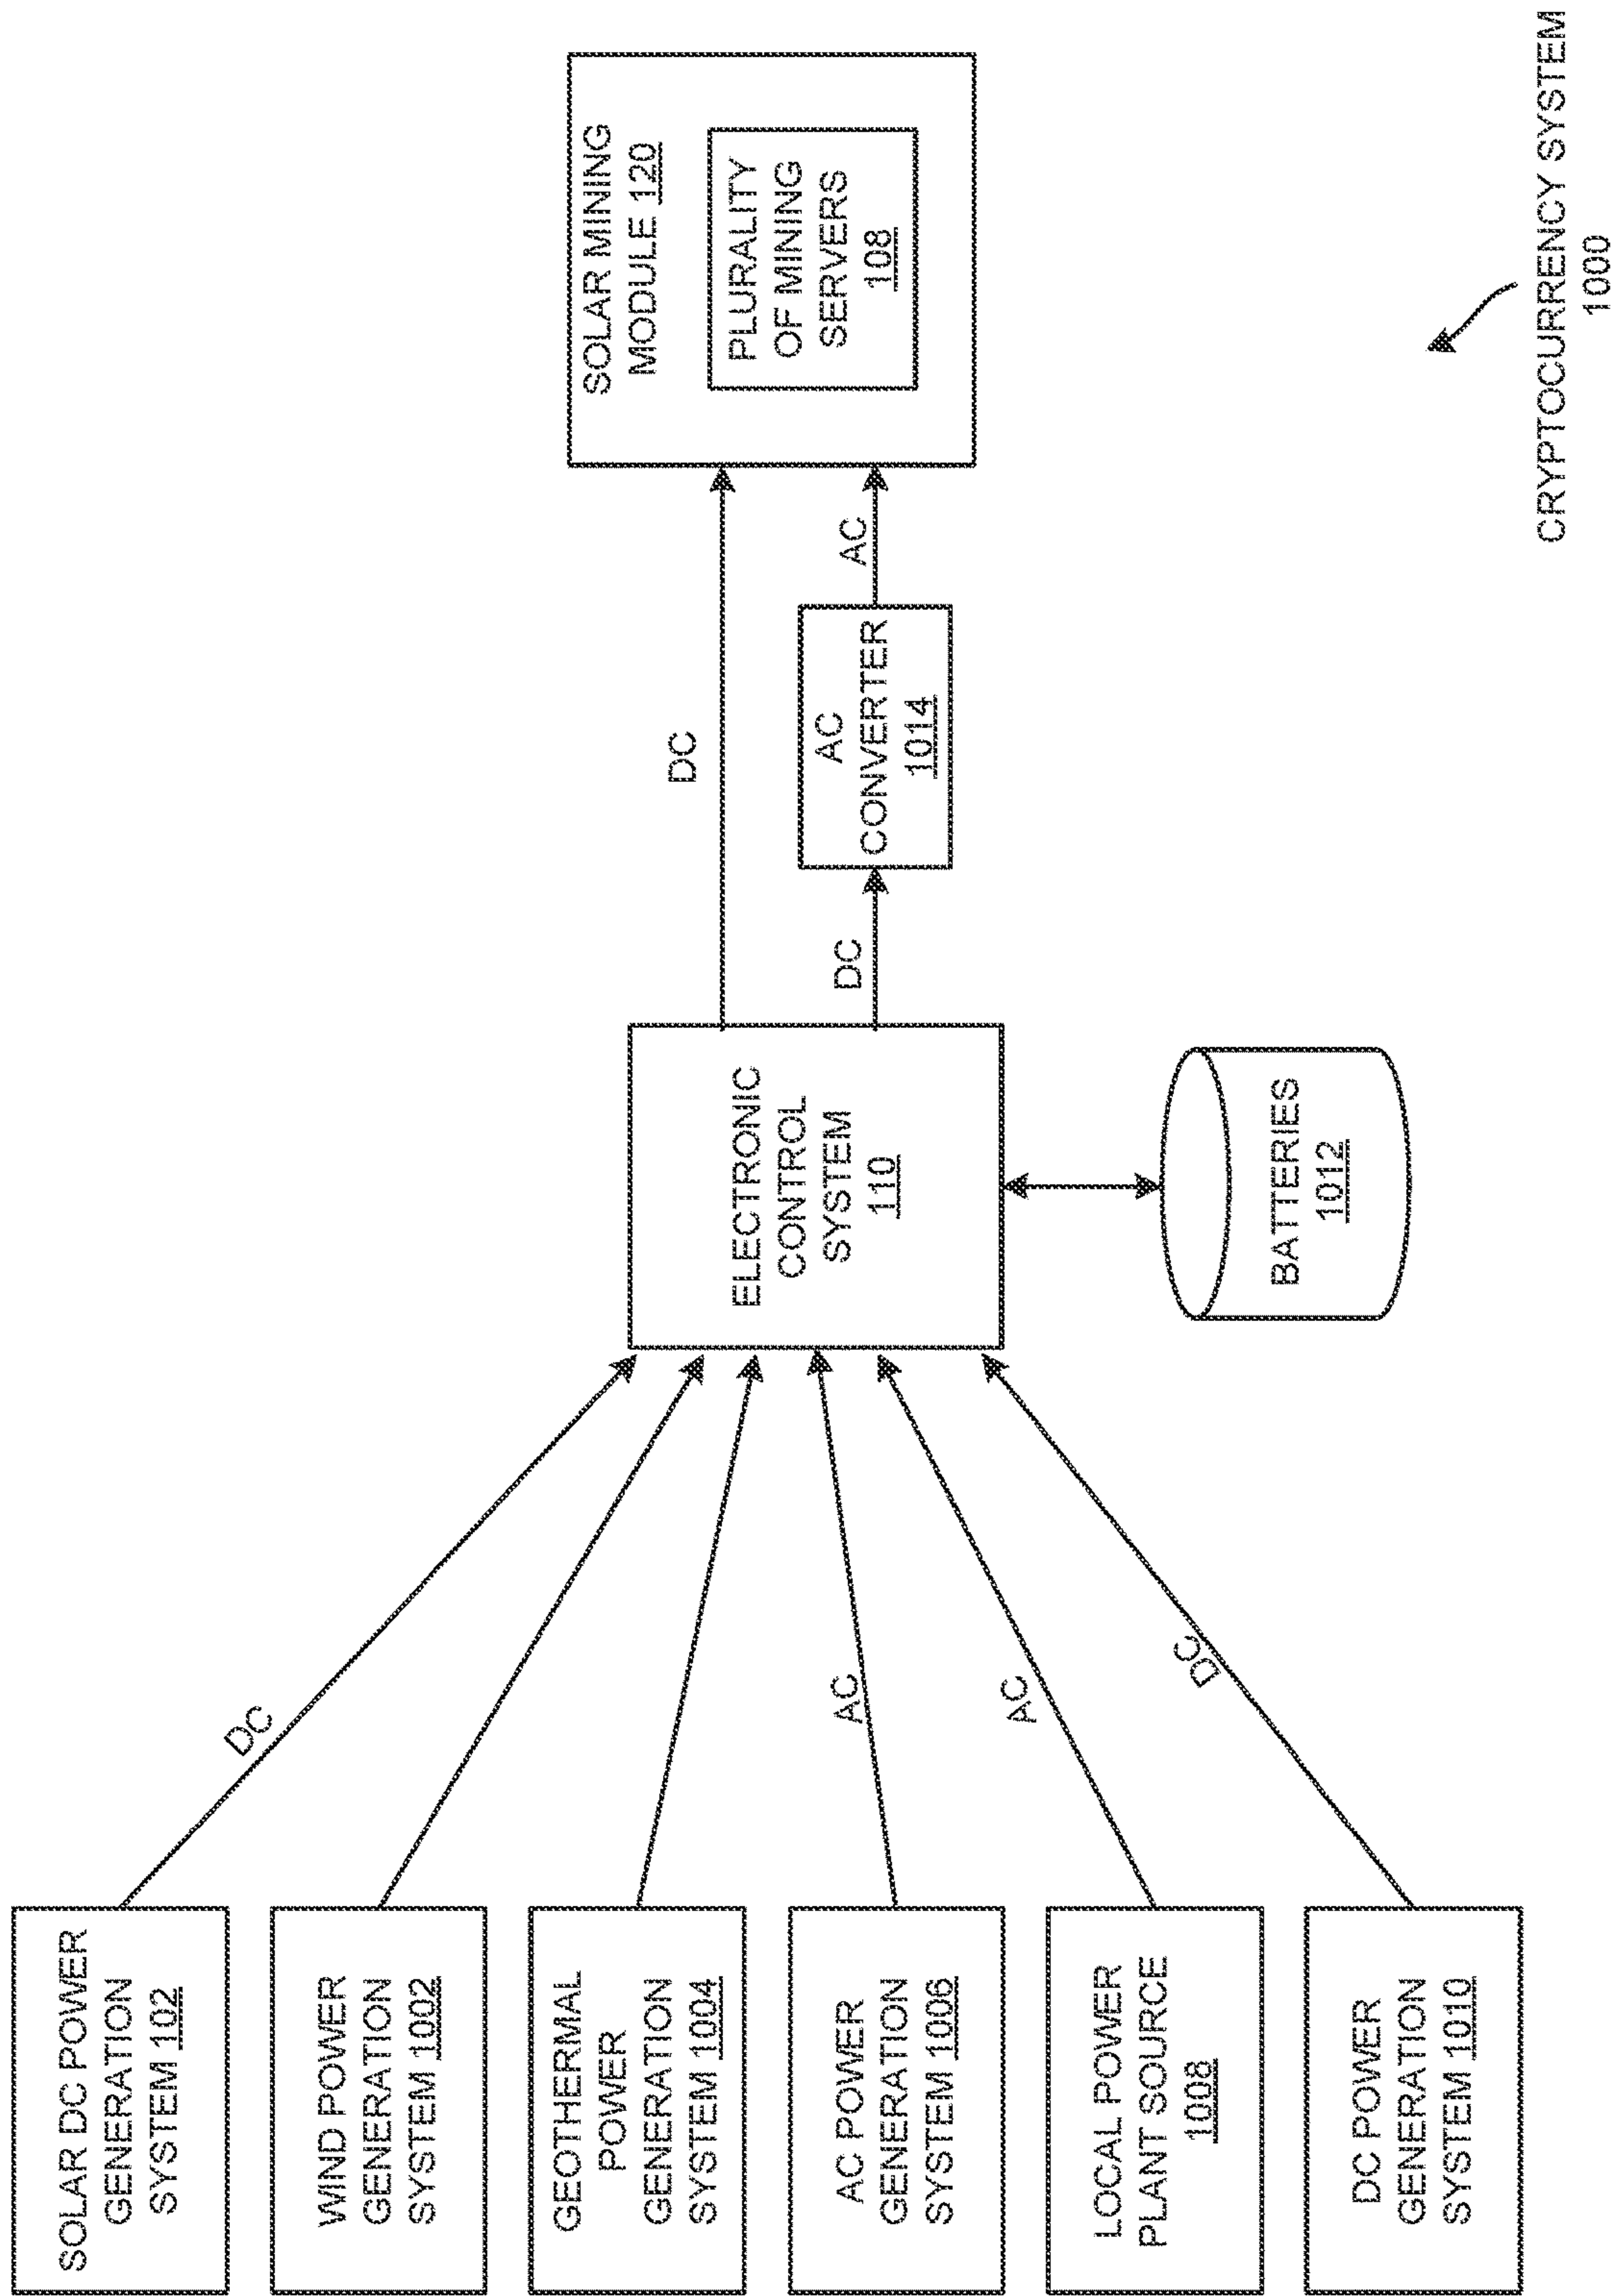 SOLAR DC POWER
GENERATION
SYSTEM 102
WIND POWER
GENERATION
SYSTEM 1002
GEOTHERMAL
POWER
GENERATION
SYSTEM 1004
AC POWER
GENERATION
SYSTEM 1006
LOCAL POWER
PLANT SOURCE
1008
DC POWER
GENERATION
SYSTEM 1010
DC
AC
AC
DC
ELECTRONIC
CONTROL
SYSTEM
110
BATTERIES
1012
DC
DC
AC
CONVERTER
1014
AC
SOLAR MINING
MODULE 120
PLURALITY
OF MINING
SERVERS
108
CRYPTOCURRENCY SYSTEM
1000